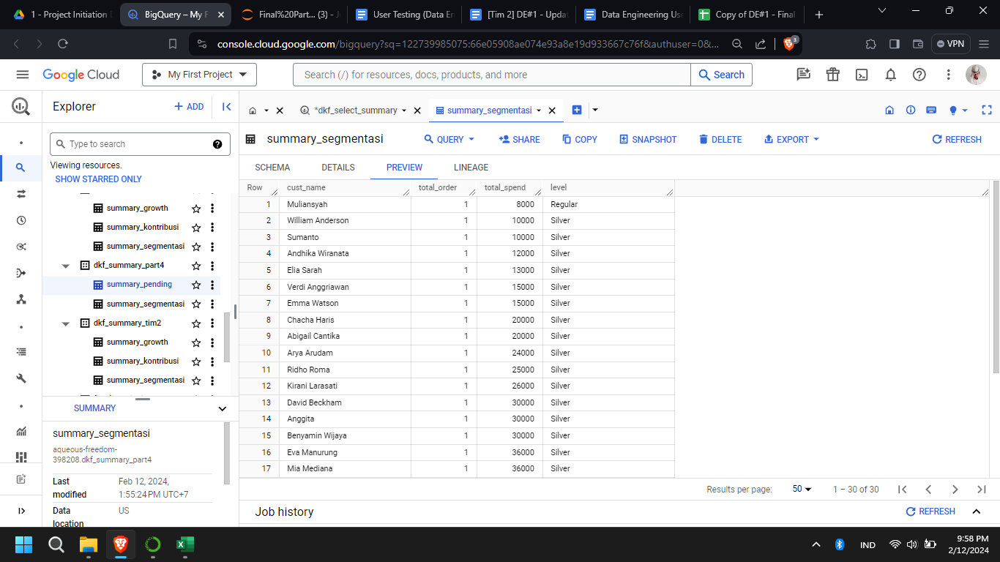 1 - Project Initiation
BigQuery – My F
Final%20Part... (3) - J
User Testing (Data En
[Tim 2] DE#1 - Updat
Data Engineering Use
Copy of DE#1 - Final
console.cloud.google.com/bigquery?sq=122739985075:66e05908ae074e93a8e19d933667c76f&authuser=0&...
3
VPN
Google Cloud
My First Project
Search (/) for resources, docs, products, and more
Search
Explorer
+ ADD
*dkf_select_summary
summary_segmentasi
Type to search
summary_segmentasi
QUERY
SHARE
COPY
SNAPSHOT
DELETE
EXPORT
REFRESH
Viewing resources.
SHOW STARRED ONLY
SCHEMA
DETAILS
PREVIEW
LINEAGE
summary_growth
summary_kontribusi
summary_segmentasi
dkf_summary_part4
summary_pending
summary_segmentasi
dkf_summary_tim2
summary_growth
summary_kontribusi
summary_segmentasi
Row cust_name total_order total_spend level
1 Muliansyah 1 8000 Regular
2 William Anderson 1 10000 Silver
3 Sumanto 1 10000 Silver
4 Andhika Wiranata 1 12000 Silver
5 Elia Sarah 1 13000 Silver
6 Verdi Anggriawan 1 15000 Silver
7 Emma Watson 1 15000 Silver
8 Chacha Haris 1 20000 Silver
9 Abigail Cantika 1 20000 Silver
10 Arya Arudam 1 24000 Silver
11 Ridho Roma 1 25000 Silver
12 Kirani Larasati 1 26000 Silver
13 David Beckham 1 30000 Silver
14 Anggita 1 30000 Silver
15 Benyamin Wijaya 1 30000 Silver
16 Eva Manurung 1 36000 Silver
17 Mia Mediana 1 36000 Silver
SUMMARY
summary_segmentasi
aqueous-freedom-
398208.dkf_summary_part4
Last modified
Feb 12, 2024, 1:55:24 PM UTC+7
Data location
US
Results per page: 50 1 – 30 of 30
Job history
REFRESH
IND
9:58 PM
2/12/2024